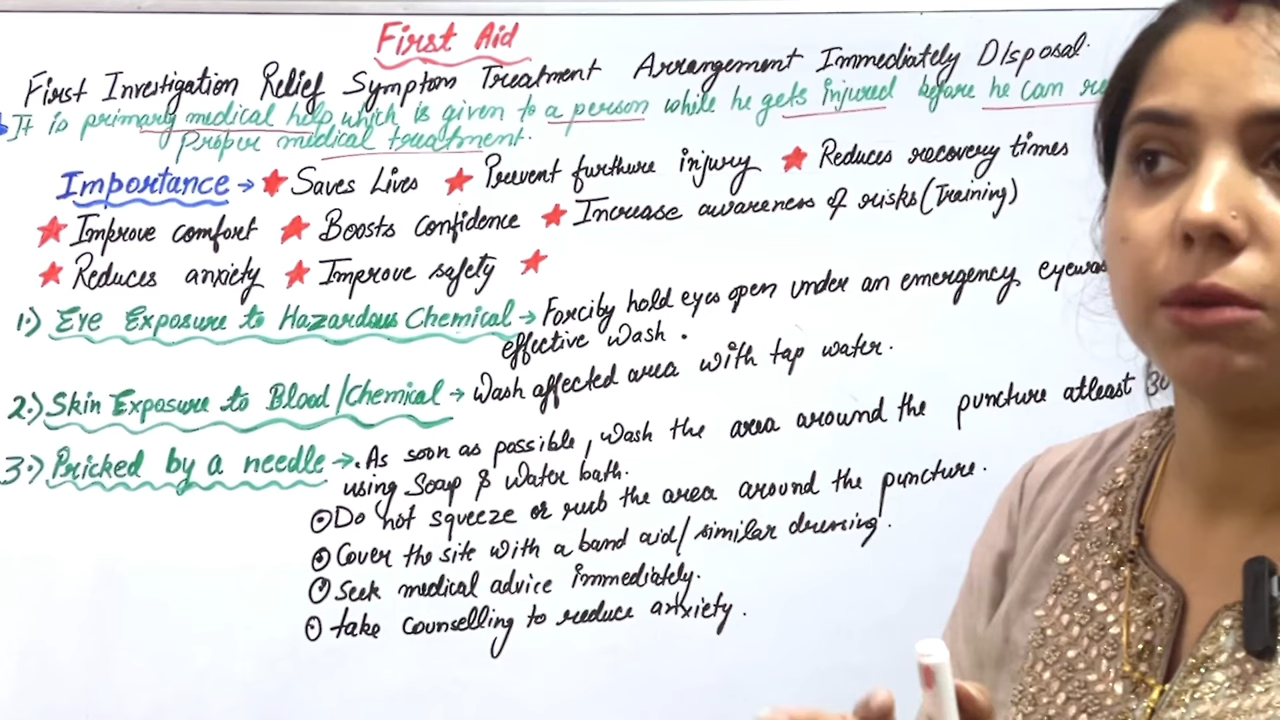 First Aid
First Investigation Relief Symptom Treatment Arrangement Immediately DIsposal.
It is primary medical help which is given to a person while he gets injured before he can
Proper medical treatment.
Importance → ★ Saves Lives ★ Prevent furthure injury ★ Reduces recovery times
★ Improve comfort ★ Boosts confidence ★ Increase awareness of risks (Training)
★ Reduces anxiety ★ Improve safety ★
1.) Eye Exposure to Hazardous Chemical → Forcibly hold eyes open under an emergency
effective wash.
2.) Skin Exposure to Blood/Chemical → Wash affected area with tap water.
3.) Pricked by a needle → . As soon as possible, wash the area around the puncture atleast
using Soap & Water bath.
⊙ Do not squeeze or rub the area around the puncture.
⊙ Cover the site with a band aid/ similar dressing.
⊙ Seek medical advice immediately.
⊙ take counselling to reduce anxiety.